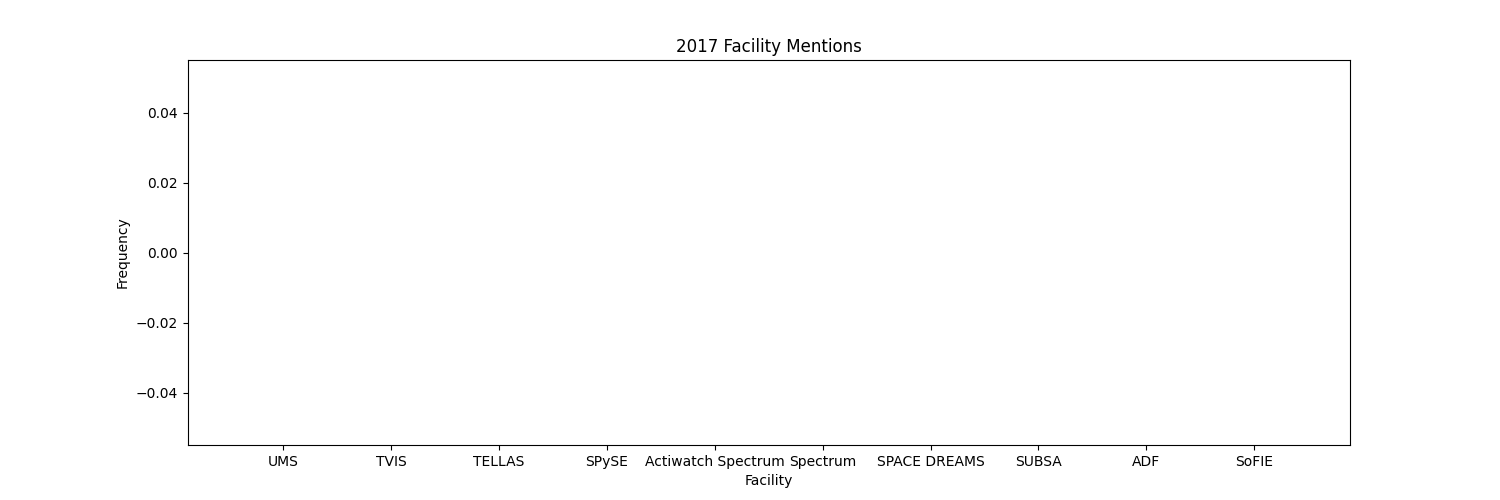 2017 Facility Mentions
0.04
0.02
0.00
−0.02
−0.04
Frequency
UMS TVIS TELLAS SPySE Actiwatch Spectrum Spectrum SPACE DREAMS SUBSA ADF SoFIE
Facility